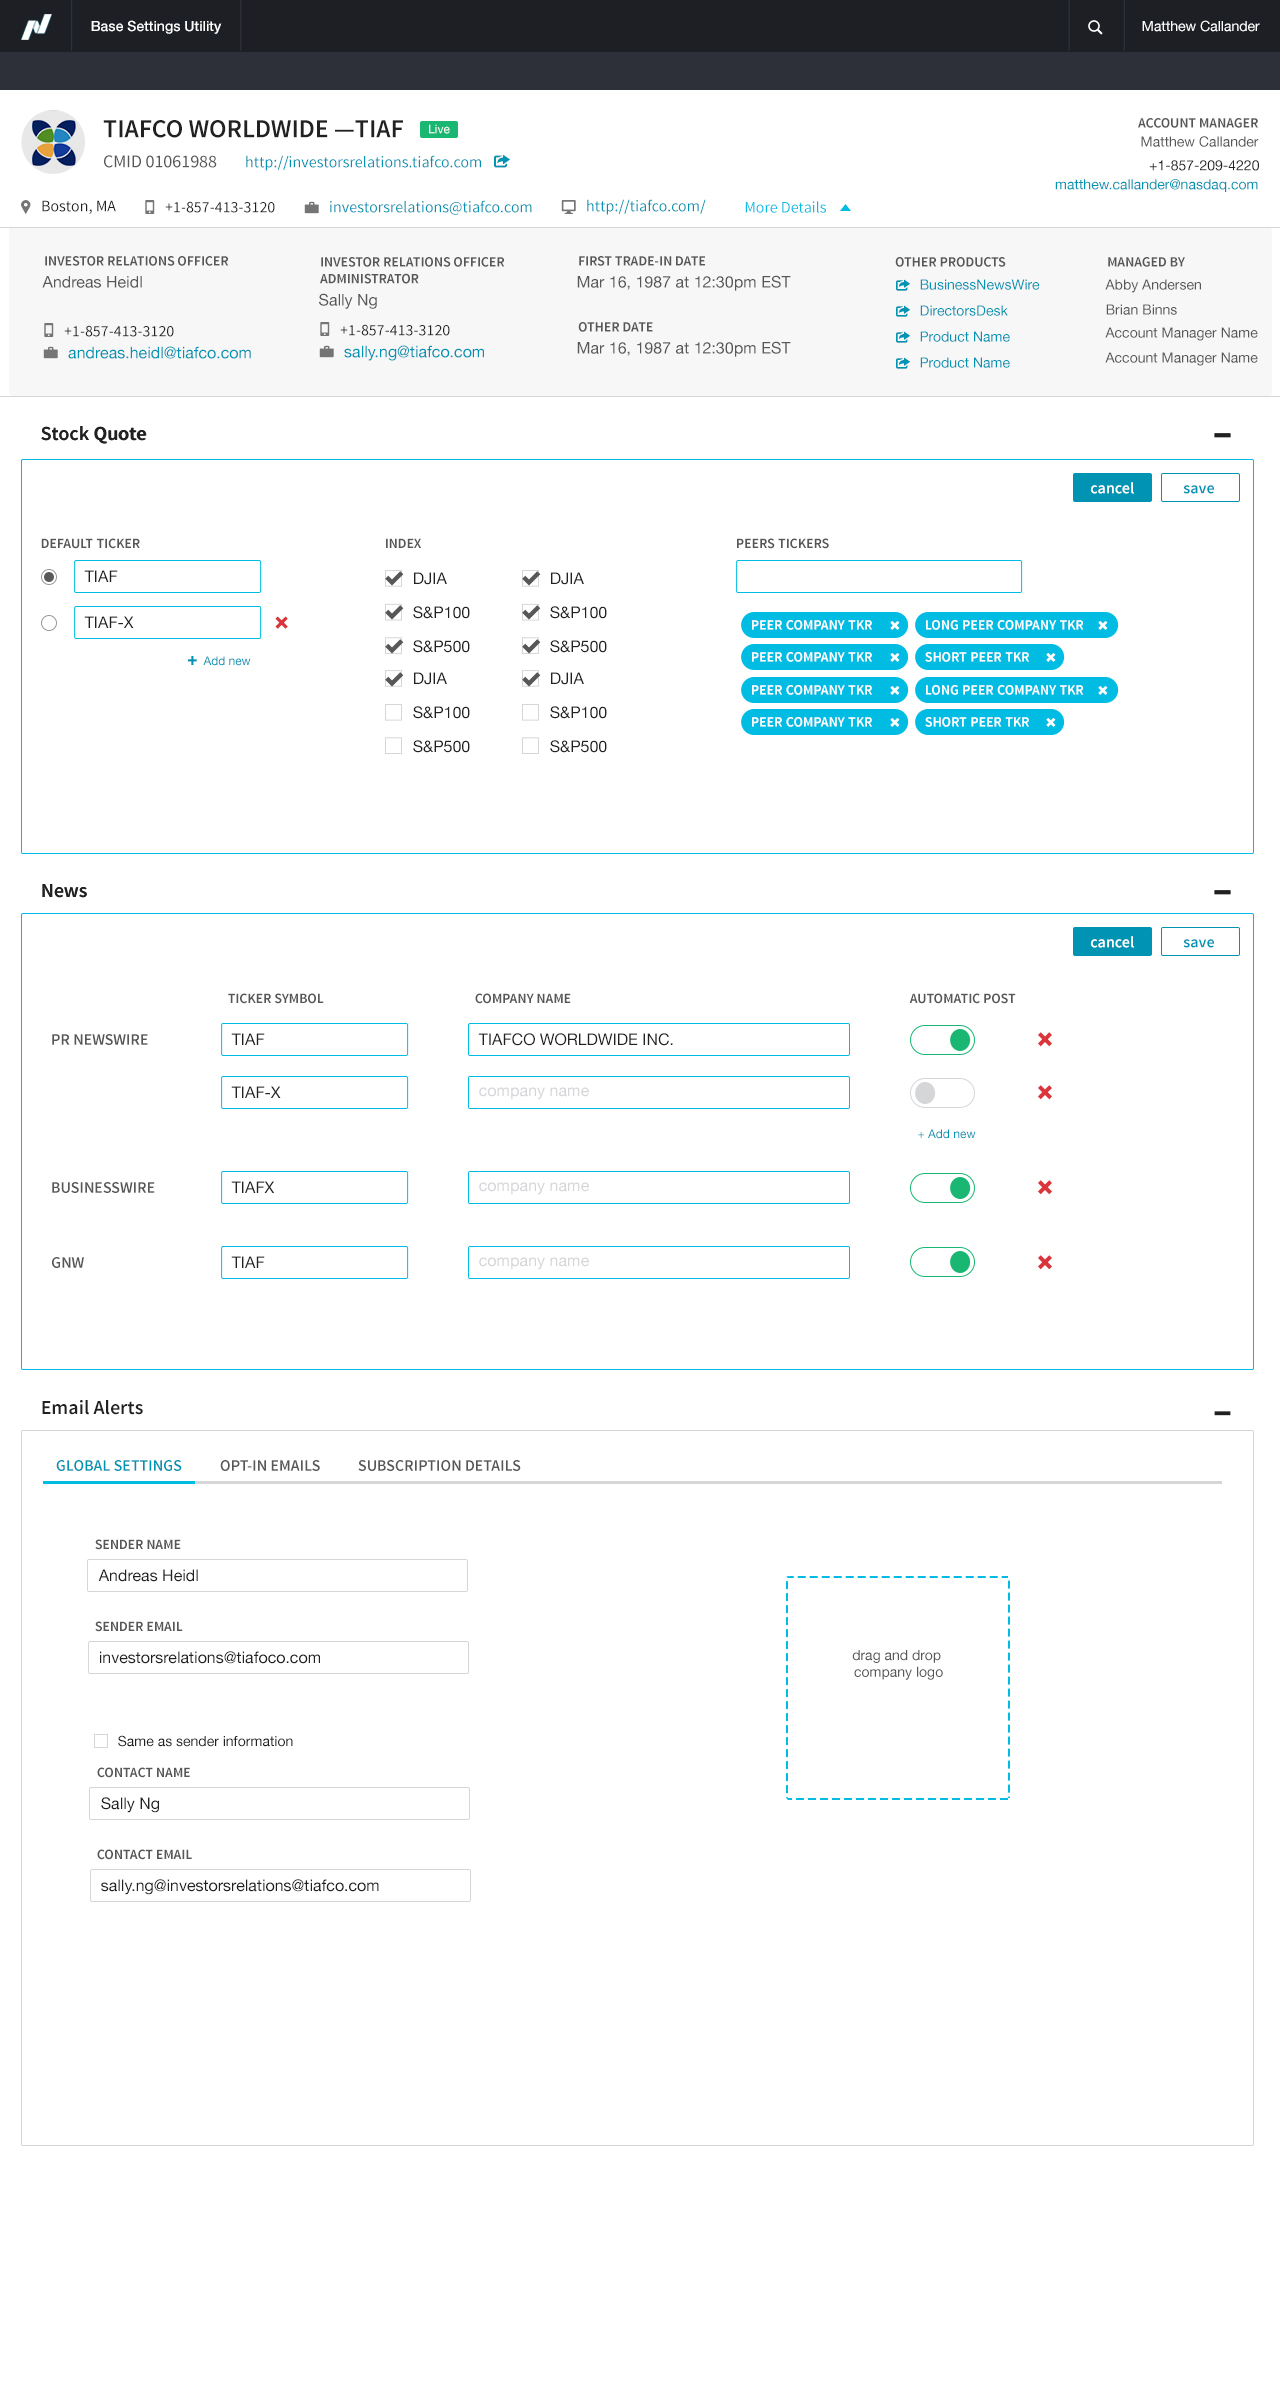 Base Settings Utility
Matthew Callander
TIAFCO WORLDWIDE —TIAF
Live
CMID 01061988
http://investorsrelations.tiafco.com
ACCOUNT MANAGER
Matthew Callander
+1-857-209-4220
matthew.callander@nasdaq.com
Boston, MA
+1-857-413-3120
investorsrelations@tiafco.com
http://tiafco.com/
More Details
INVESTOR RELATIONS OFFICER
Andreas Heidl
+1-857-413-3120
andreas.heidl@tiafco.com
INVESTOR RELATIONS OFFICER
ADMINISTRATOR
Sally Ng
+1-857-413-3120
sally.ng@tiafco.com
FIRST TRADE-IN DATE
Mar 16, 1987 at 12:30pm EST
OTHER DATE
Mar 16, 1987 at 12:30pm EST
OTHER PRODUCTS
BusinessNewsWire
DirectorsDesk
Product Name
Product Name
MANAGED BY
Abby Andersen
Brian Binns
Account Manager Name
Account Manager Name
Stock Quote
cancel
save
DEFAULT TICKER
TIAF
TIAF-X
+ Add new
INDEX
DJIA
S&P100
S&P500
DJIA
S&P100
S&P500
DJIA
S&P100
S&P500
DJIA
S&P100
S&P500
PEERS TICKERS
PEER COMPANY TKR
LONG PEER COMPANY TKR
PEER COMPANY TKR
SHORT PEER TKR
PEER COMPANY TKR
LONG PEER COMPANY TKR
PEER COMPANY TKR
SHORT PEER TKR
News
cancel
save
TICKER SYMBOL
COMPANY NAME
AUTOMATIC POST
PR NEWSWIRE
TIAF
TIAFCO WORLDWIDE INC.
TIAF-X
company name
+ Add new
BUSINESSWIRE
TIAFX
company name
GNW
TIAF
company name
Email Alerts
GLOBAL SETTINGS
OPT-IN EMAILS
SUBSCRIPTION DETAILS
SENDER NAME
Andreas Heidl
SENDER EMAIL
investorsrelations@tiafoco.com
drag and drop
company logo
Same as sender information
CONTACT NAME
Sally Ng
CONTACT EMAIL
sally.ng@investorsrelations@tiafco.com